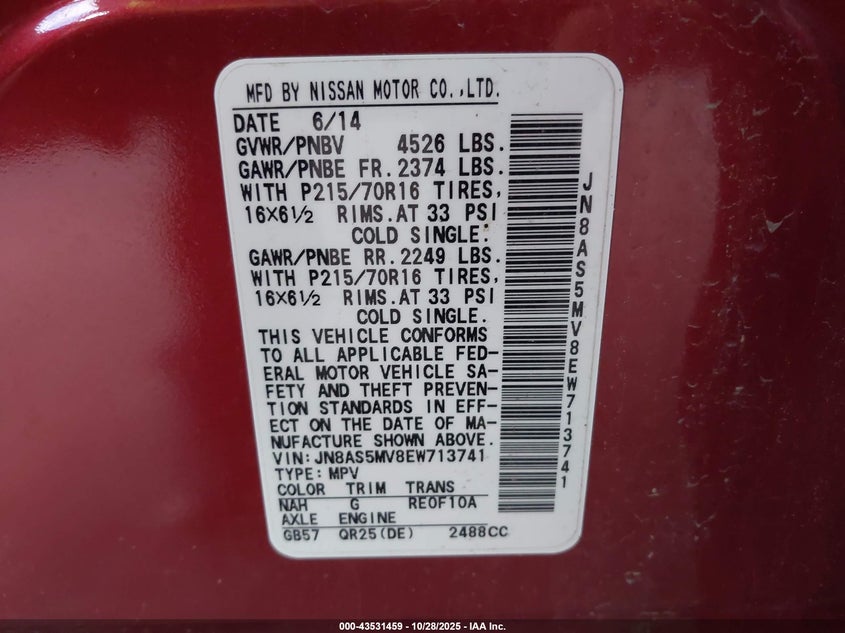 MFD BY NISSAN MOTOR CO.,LTD.
DATE 6/14
GVWR/PNBV 4526 LBS.
GAWR/PNBE FR.2374 LBS.
WITH P215/70R16 TIRES,
16X6½ RIMS.AT 33 PSI
COLD SINGLE.
GAWR/PNBE RR.2249 LBS.
WITH P215/70R16 TIRES,
16X6½ RIMS.AT 33 PSI
COLD SINGLE.
THIS VEHICLE CONFORMS
TO ALL APPLICABLE FED-
ERAL MOTOR VEHICLE SA-
FETY AND THEFT PREVEN-
TION STANDARDS IN EFF-
ECT ON THE DATE OF MA-
NUFACTURE SHOWN ABOVE.
VIN:JN8AS5MV8EW713741
TYPE:MPV
COLOR TRIM TRANS
NAH G RE0F10A
AXLE ENGINE
GB57 QR25(DE) 2488CC
JN8AS5MV8EW713741
000-43531459 - 10/28/2025 - IAA Inc.